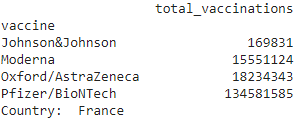 total_vaccinations
vaccine
Johnson&Johnson 169831
Moderna 15551124
Oxford/AstraZeneca 18234343
Pfizer/BioNTech 134581585
Country: France